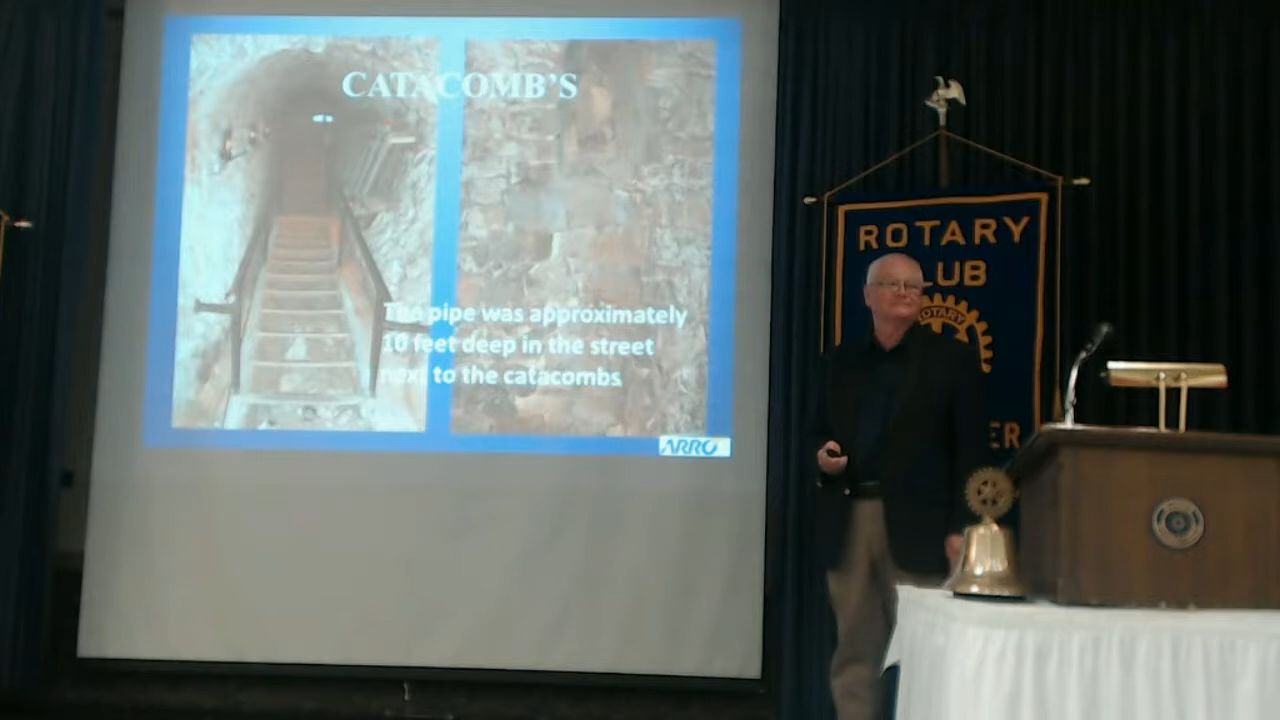 CATACOMB'S
The pipe was approximately
10 feet deep in the street
next to the catacombs
ARRO
ROTARY
LUB
ROTARY
ER